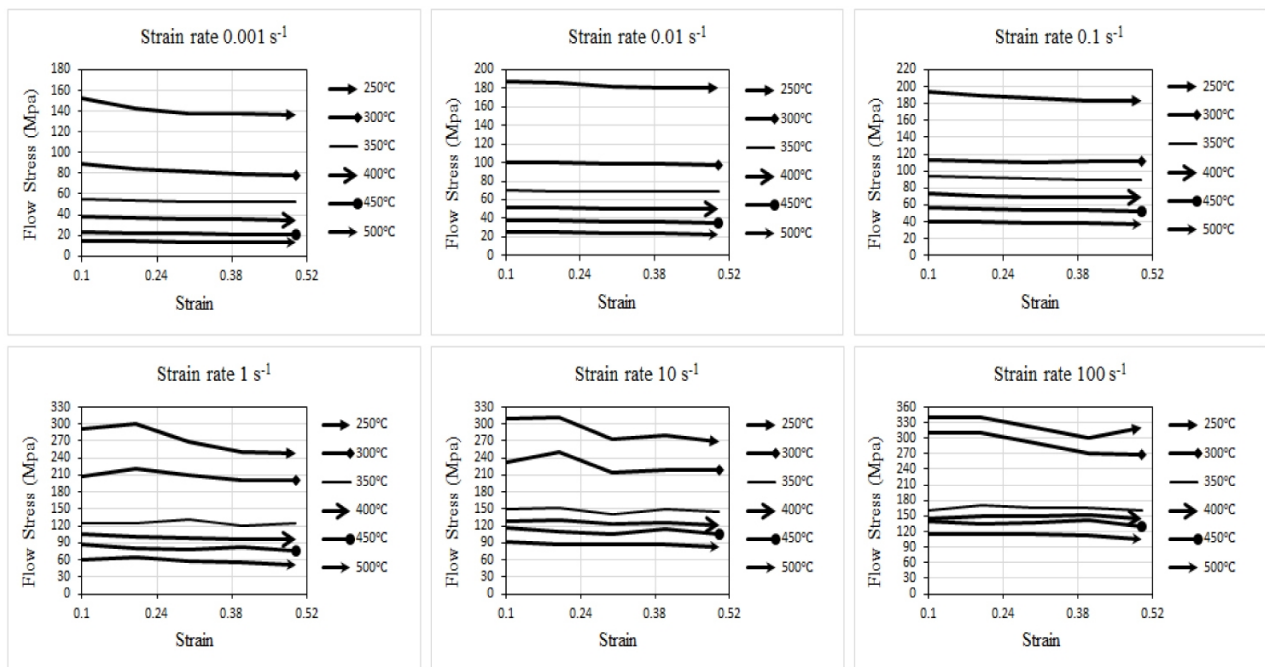 Strain rate 0.001 s⁻¹
Flow Stress (Mpa)
180
160
140
120
100
80
60
40
20
0
0.1 0.24 0.38 0.52
Strain
250°C
300°C
350°C
400°C
450°C
500°C
Strain rate 0.01 s⁻¹
Flow Stress (Mpa)
200
180
160
140
120
100
80
60
40
20
0
0.1 0.24 0.38 0.52
Strain
250°C
300°C
350°C
400°C
450°C
500°C
Strain rate 0.1 s⁻¹
Flow Stress (Mpa)
220
200
180
160
140
120
100
80
60
40
20
0
0.1 0.24 0.38 0.52
Strain
250°C
300°C
350°C
400°C
450°C
500°C
Strain rate 1 s⁻¹
Flow Stress (Mpa)
330
300
270
240
210
180
150
120
90
60
30
0
0.1 0.24 0.38 0.52
Strain
250°C
300°C
350°C
400°C
450°C
500°C
Strain rate 10 s⁻¹
Flow Stress (Mpa)
330
300
270
240
210
180
150
120
90
60
30
0
0.1 0.24 0.38 0.52
Strain
250°C
300°C
350°C
400°C
450°C
500°C
Strain rate 100 s⁻¹
Flow Stress (Mpa)
360
330
300
270
240
210
180
150
120
90
60
30
0
0.1 0.24 0.38 0.52
Strain
250°C
300°C
350°C
400°C
450°C
500°C